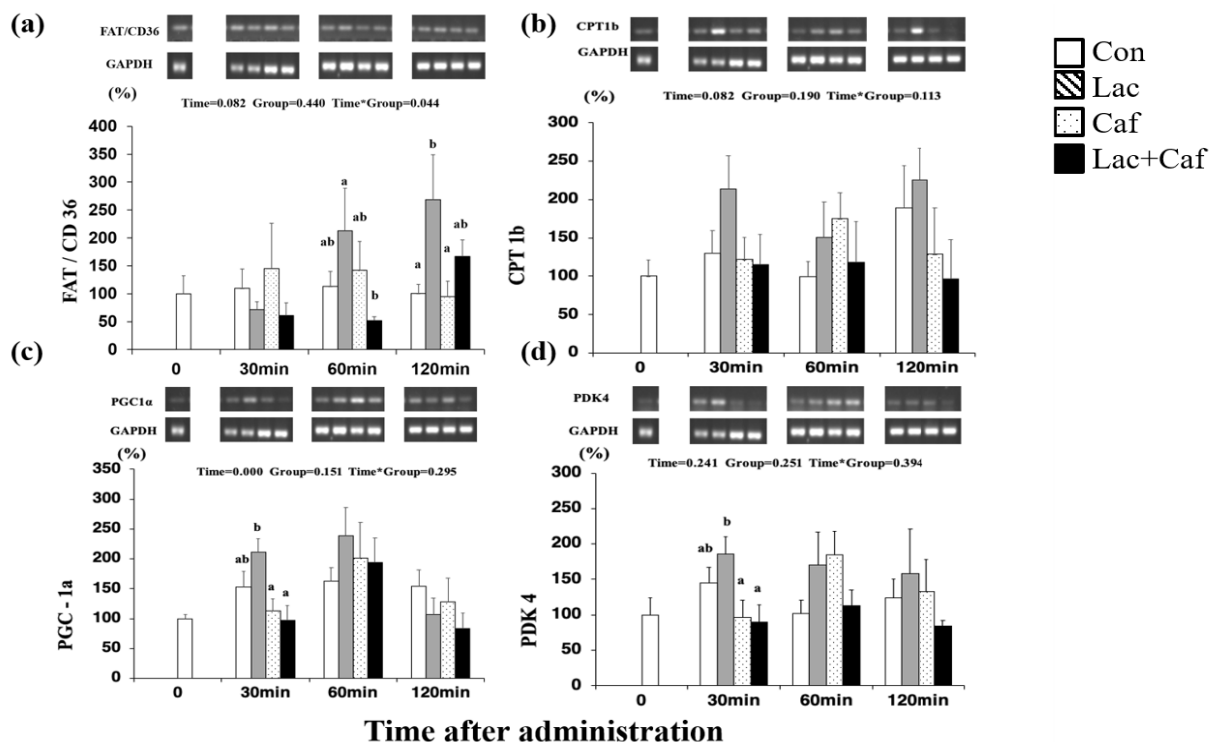 (a)
FAT/CD36
GAPDH
(%)
Time=0.082 Group=0.440 Time*Group=0.044
400
350
300
250
200
150
100
50
0
FAT / CD 36
ab
a
ab
b
a
b
a
ab
0 30min 60min 120min
(b)
CPT1b
GAPDH
(%)
Time=0.082 Group=0.190 Time*Group=0.113
300
250
200
150
100
50
0
CPT 1b
0 30min 60min 120min
Con
Lac
Caf
Lac+Caf
(c)
PGC1α
GAPDH
(%)
Time=0.000 Group=0.151 Time*Group=0.295
350
300
250
200
150
100
50
0
PGC - 1a
ab
b
a
a
0 30min 60min 120min
(d)
PDK4
GAPDH
(%)
Time=0.241 Group=0.251 Time*Group=0.394
300
250
200
150
100
50
0
PDK 4
ab
b
a
a
0 30min 60min 120min
Time after administration